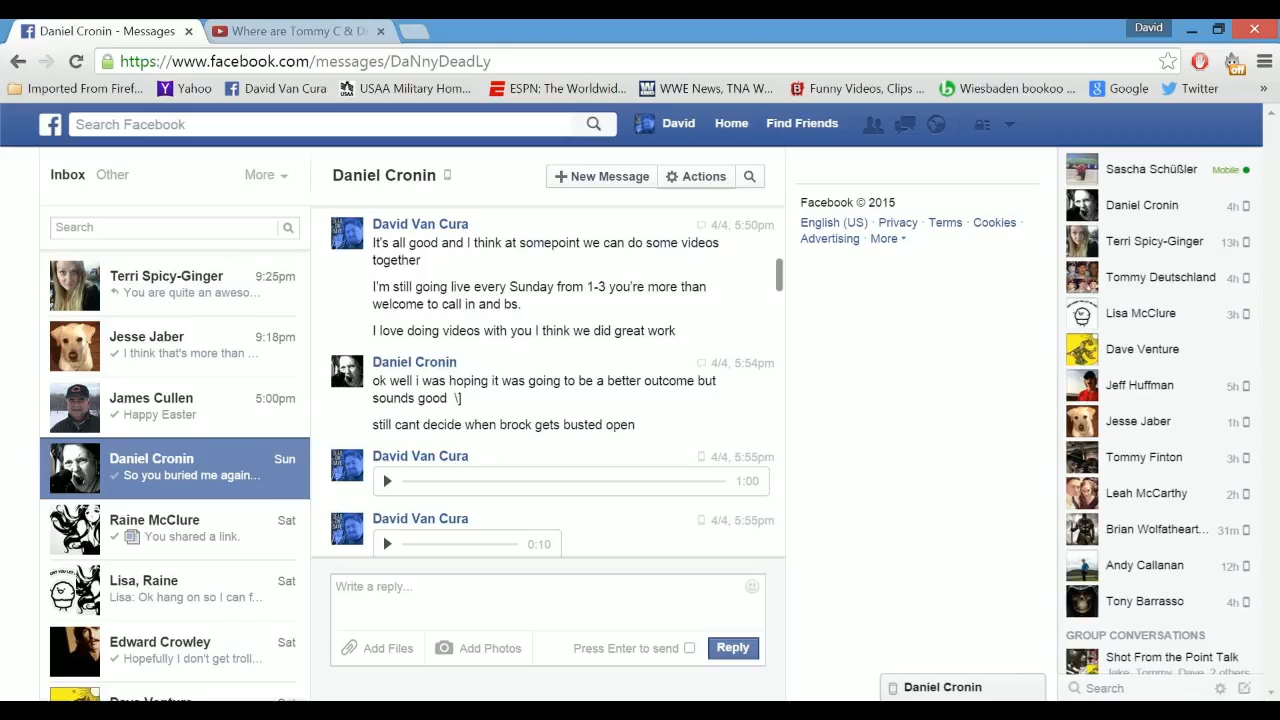 Daniel Cronin - Messages
Where are Tommy C & D
David
https://www.facebook.com/messages/DaNnyDeadLy
off
Imported From Firef...
Yahoo
David Van Cura
USAA Military Hom...
ESPN: The Worldwid...
WWE News, TNA W...
Funny Videos, Clips ...
Wiesbaden bookoo ...
Google
Twitter
»
Search Facebook
David
Home
Find Friends
Inbox
Other
More
Search
Terri Spicy-Ginger
9:25pm
You are quite an aweso...
Jesse Jaber
9:18pm
I think that's more than ...
James Cullen
5:00pm
Happy Easter
Daniel Cronin
Sun
So you buried me again...
Raine McClure
Sat
You shared a link.
Lisa, Raine
Sat
Lisa: Ok hang on so I can f...
Edward Crowley
Sat
Hopefully I don't get troll...
Daniel Cronin
New Message
Actions
David Van Cura
4/4, 5:50pm
It's all good and I think at somepoint we can do some videos
together
I'm still going live every Sunday from 1-3 you're more than
welcome to call in and bs.
I love doing videos with you I think we did great work
Daniel Cronin
4/4, 5:54pm
ok well i was hoping it was going to be a better outcome but
sounds good \]
still cant decide when brock gets busted open
David Van Cura
4/4, 5:55pm
1:00
David Van Cura
4/4, 5:55pm
0:10
Write a reply...
Add Files
Add Photos
Press Enter to send
Reply
Facebook © 2015
English (US) · Privacy · Terms · Cookies ·
Advertising · More
Sascha Schüßler
Mobile
Daniel Cronin
4h
Terri Spicy-Ginger
13h
Tommy Deutschland
4h
Lisa McClure
3h
Dave Venture
Jeff Huffman
5h
Jesse Jaber
1h
Tommy Finton
3h
Leah McCarthy
2h
Brian Wolfatheart...
31m
Andy Callanan
12h
Tony Barrasso
4h
GROUP CONVERSATIONS
Shot From the Point Talk
Jake, Tommy, Dave, 2 others
Search
Daniel Cronin